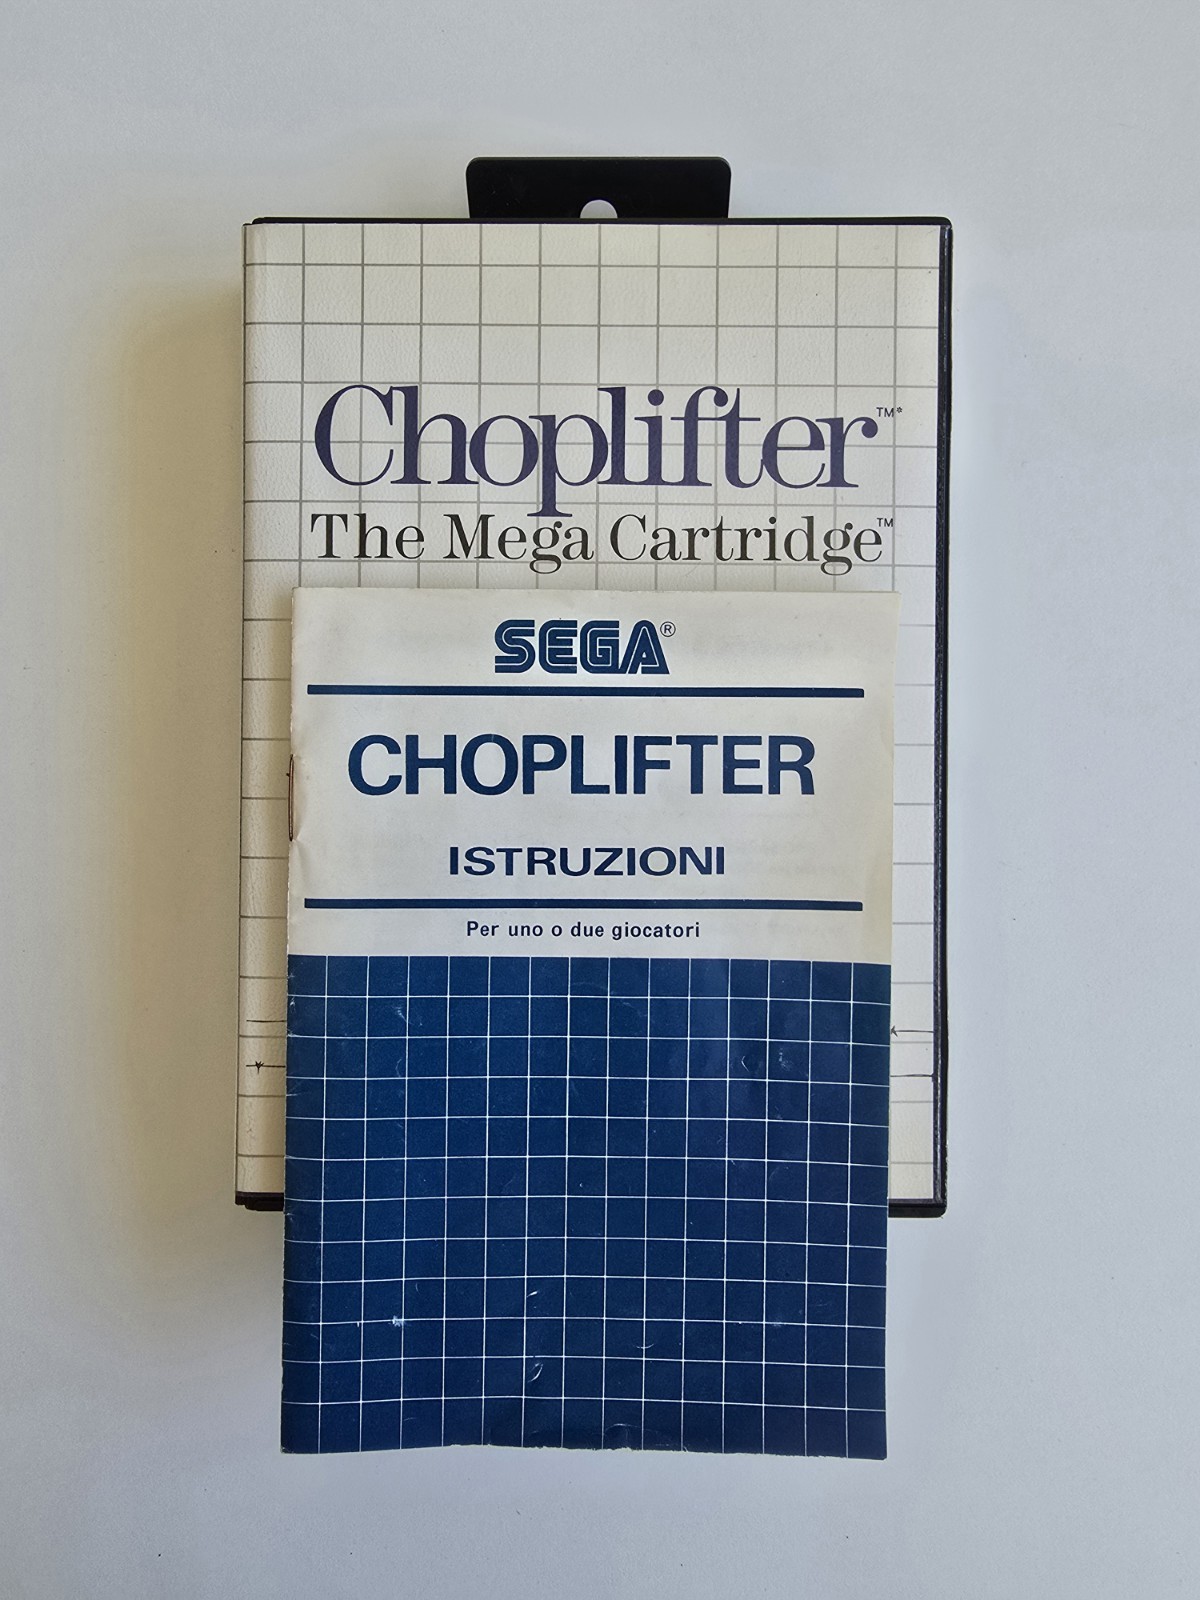 Choplifter™*
The Mega Cartridge™
SEGA®
CHOPLIFTER
ISTRUZIONI
Per uno o due giocatori